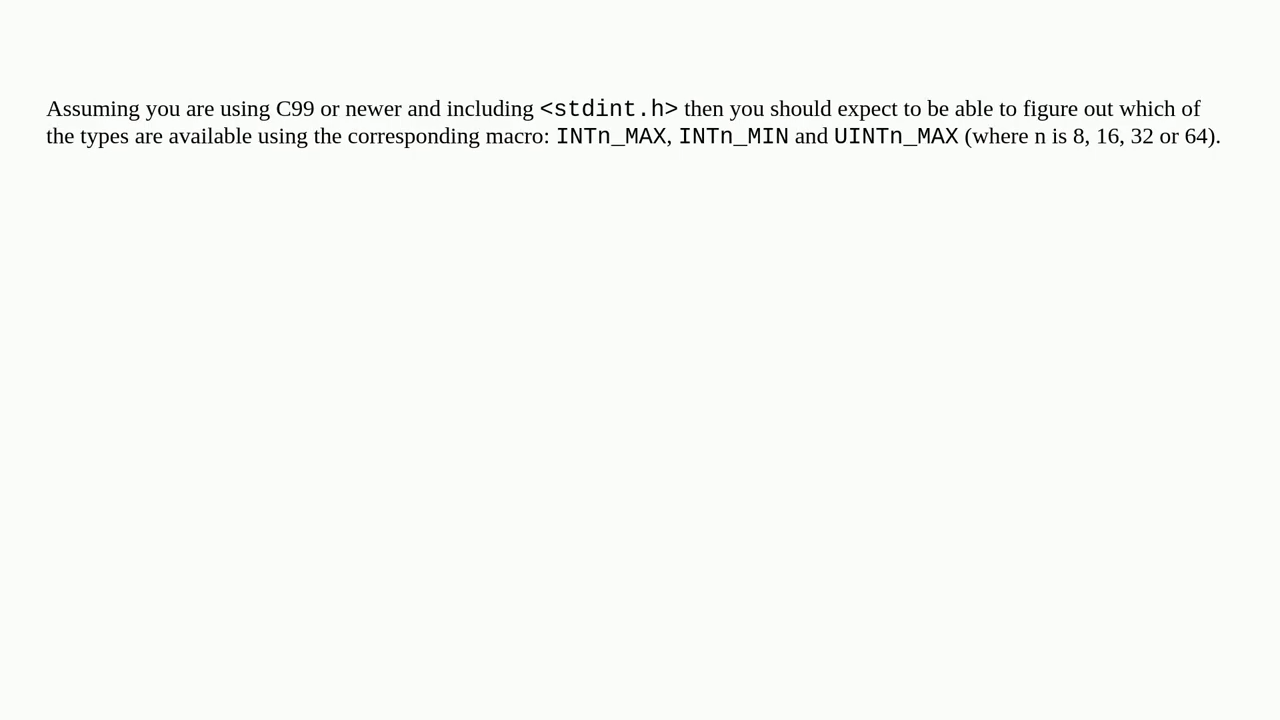 Assuming you are using C99 or newer and including <stdint.h> then you should expect to be able to figure out which of
the types are available using the corresponding macro: INTn_MAX, INTn_MIN and UINTn_MAX (where n is 8, 16, 32 or 64).